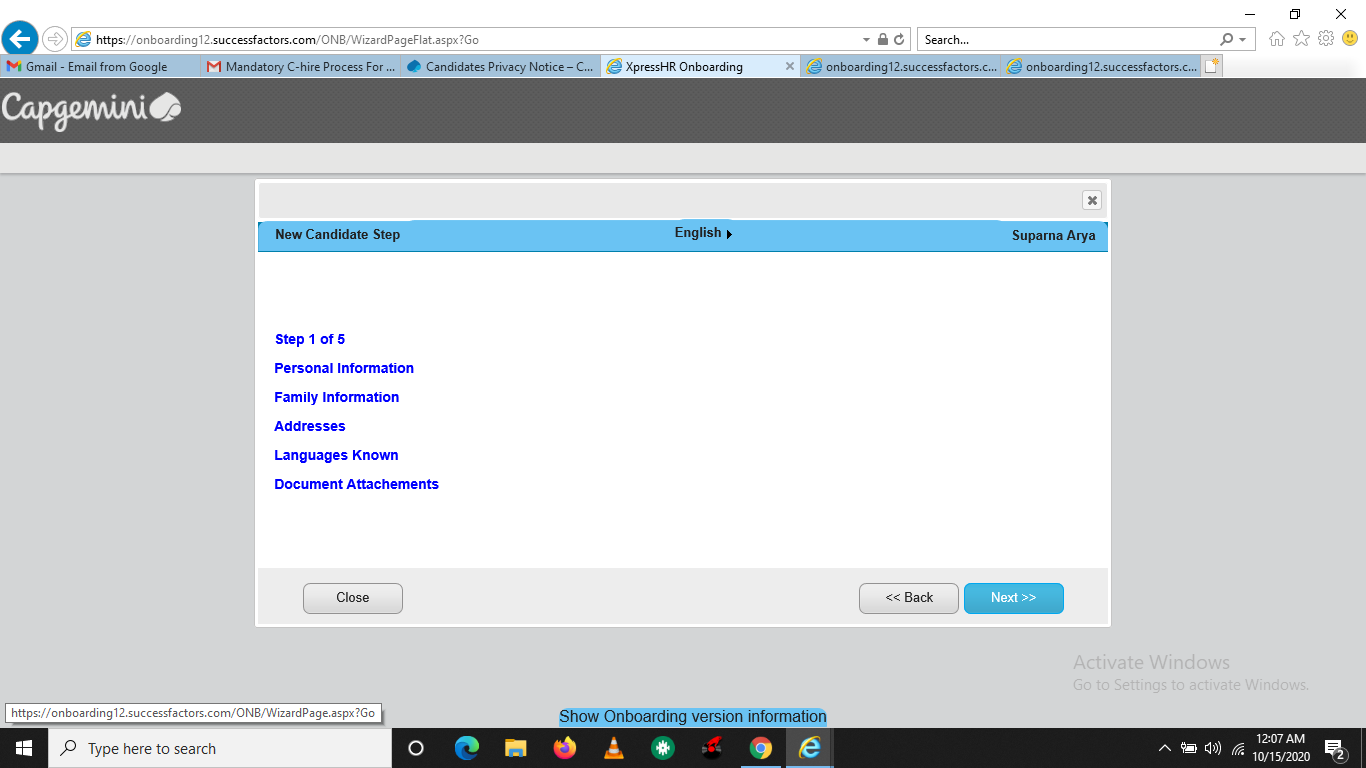 https://onboarding12.successfactors.com/ONB/WizardPageFlat.aspx?Go
Search...
Gmail - Email from Google
Mandatory C-hire Process For ...
Candidates Privacy Notice – C...
XpressHR Onboarding
onboarding12.successfactors.c...
onboarding12.successfactors.c...
Capgemini
New Candidate Step
English
Suparna Arya
Step 1 of 5
Personal Information
Family Information
Addresses
Languages Known
Document Attachements
Close
<< Back
Next >>
Activate Windows
Go to Settings to activate Windows.
https://onboarding12.successfactors.com/ONB/WizardPage.aspx?Go
Show Onboarding version information
Type here to search
12:07 AM
10/15/2020
2